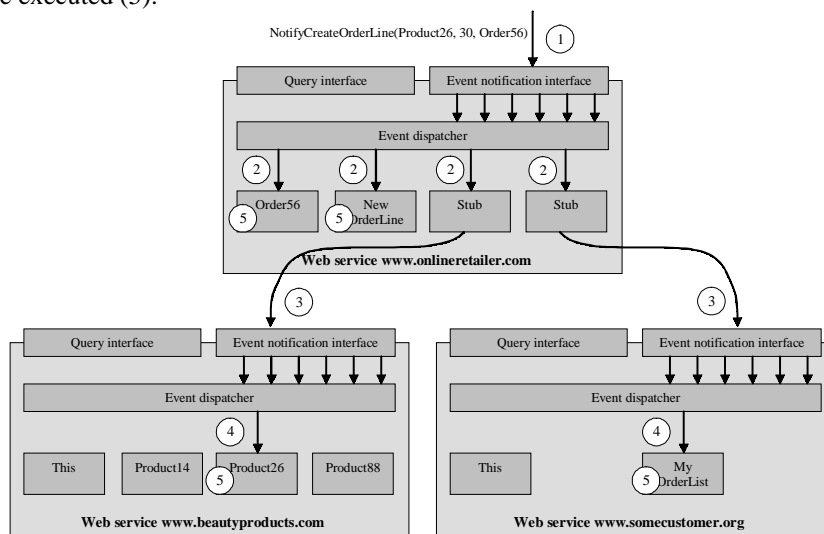 e executed (5).
NotifyCreateOrderLine(Product26, 30, Order56)
1
Query interface
Event notification interface
Event dispatcher
2
2
2
2
Order56
5
New
OrderLine
5
Stub
Stub
Web service www.onlineretailer.com
3
3
Query interface
Event notification interface
Event dispatcher
4
This
Product14
Product26
5
Product88
Web service www.beautyproducts.com
Query interface
Event notification interface
Event dispatcher
4
This
My
OrderList
5
Web service www.somecustomer.org